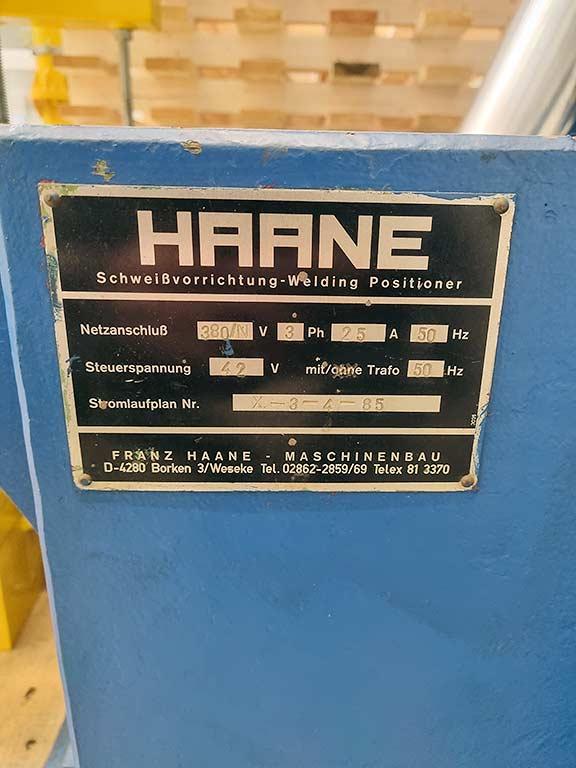 HAANE
Schweißvorrichtung-Welding Positioner
Netzanschluß 380/N V 3 Ph 25 A 50 Hz
Steuerspannung 42 V mit/ohne Trafo 50 Hz
Stromlaufplan Nr. X-3-4-85
FRANZ HAANE - MASCHINENBAU
D-4280 Borken 3/Weseke Tel. 02862-2859/69 Telex 81 3370